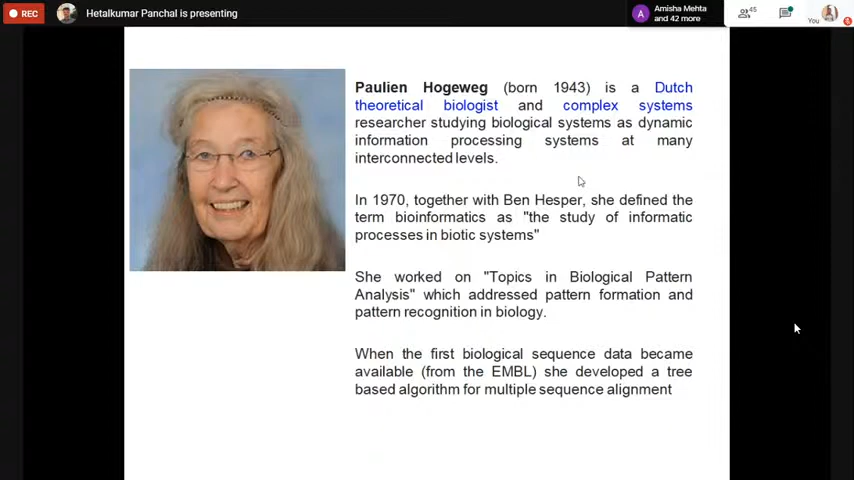 REC
Hetalkumar Panchal is presenting
A
Amisha Mehta
and 42 more
45
You
Paulien Hogeweg (born 1943) is a Dutch
theoretical biologist and complex systems
researcher studying biological systems as dynamic
information processing systems at many
interconnected levels.
In 1970, together with Ben Hesper, she defined the
term bioinformatics as "the study of informatic
processes in biotic systems"
She worked on "Topics in Biological Pattern
Analysis" which addressed pattern formation and
pattern recognition in biology.
When the first biological sequence data became
available (from the EMBL) she developed a tree
based algorithm for multiple sequence alignment